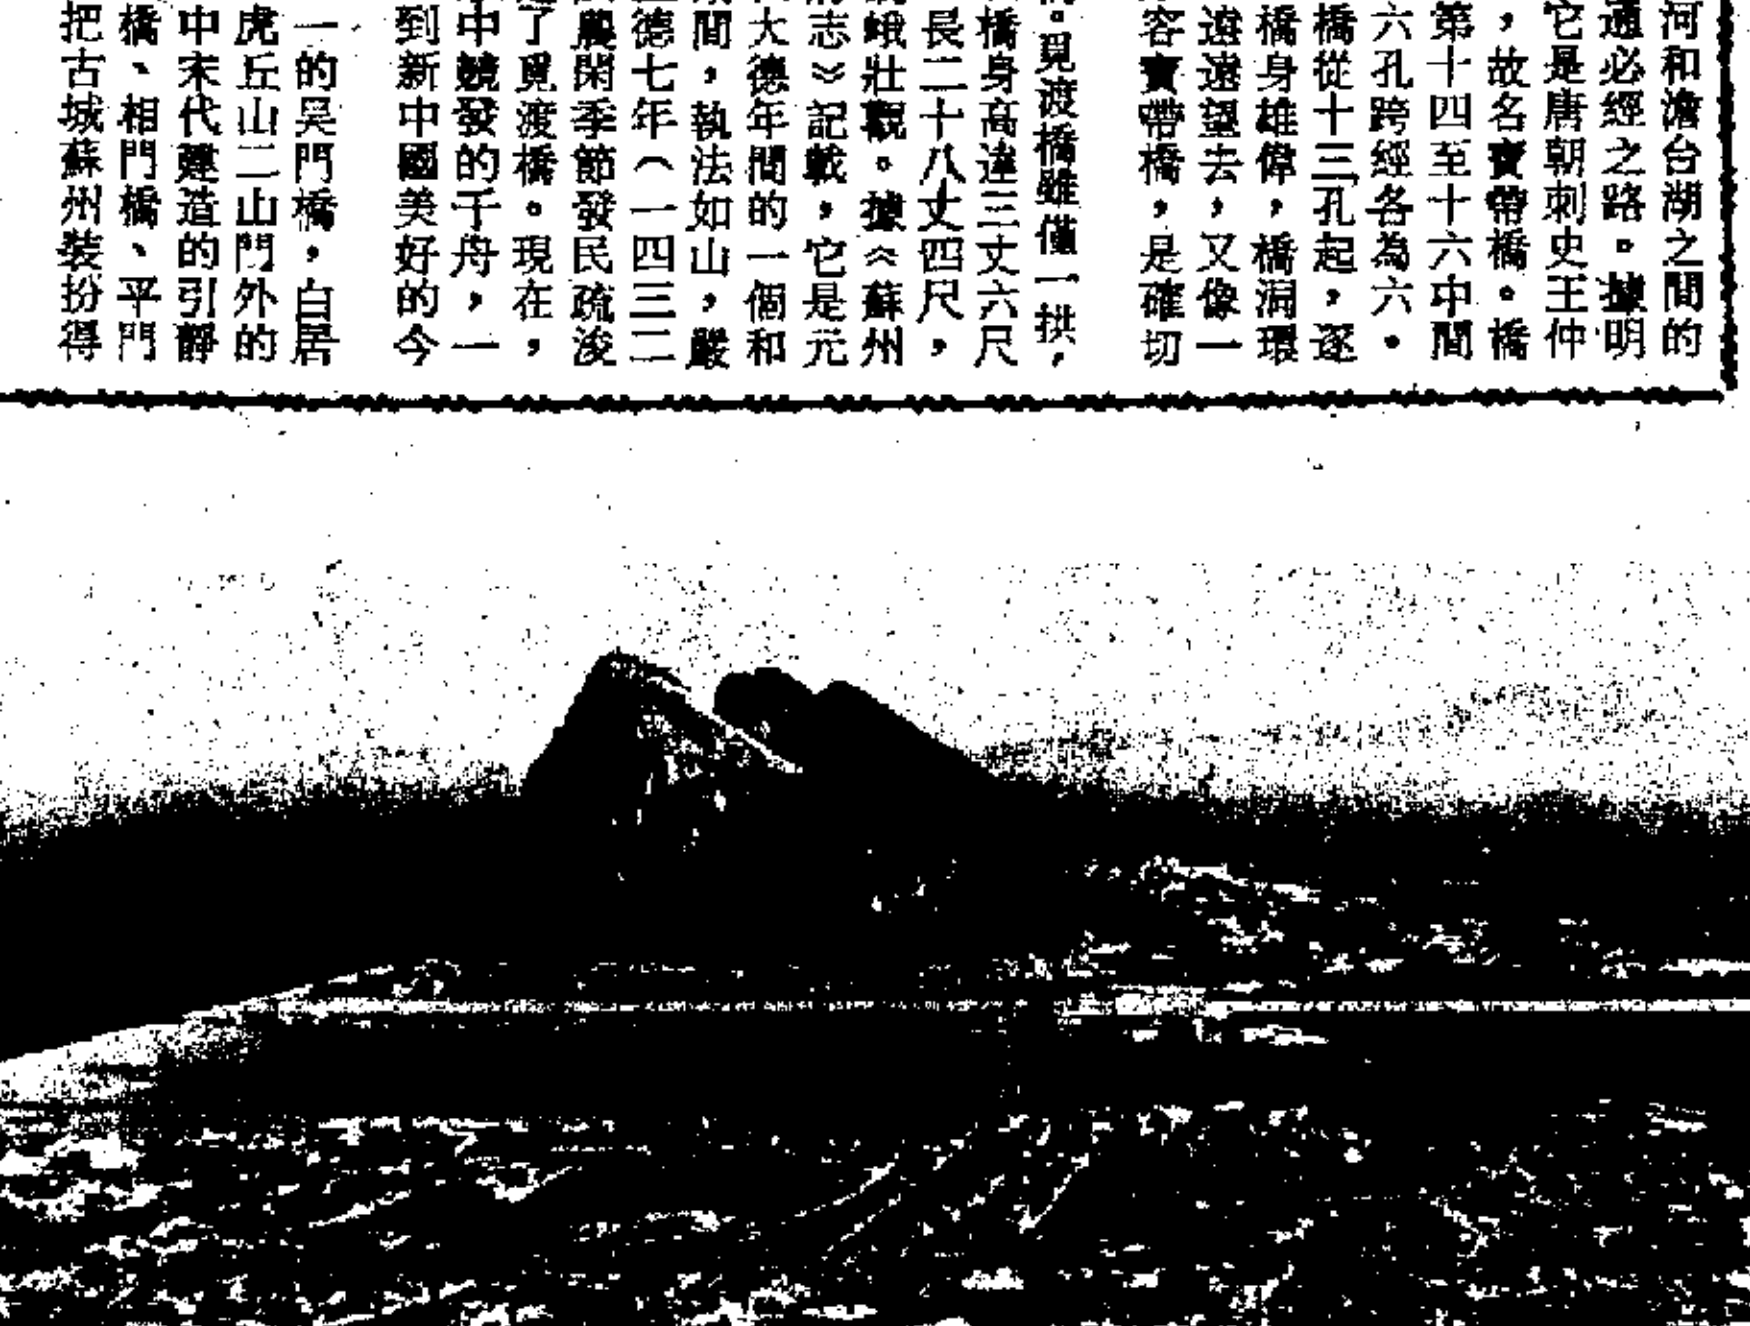 河和澹台湖之間的
通必經之路。據明
它是唐朝刺史王仲
，故名寶帶橋。橋
第十四至十六中間
六孔跨經各為六．
橋從十三孔起，逐
橋身雄偉，橋洞環
遠遠望去，又像一
容寶帶橋，是確切
。覓渡橋雖僅一拱，
橋身高達三丈六尺
長二十八丈四尺，
峨壯觀。據《蘇州
志》記載，它是元
大德年間的一個和
間，執法如山，嚴
德七年（一四三二
農閑季節發民疏浚
了覓渡橋。現在，
中競發的千舟，一
到新中國美好的今
一的吴門橋，白居
虎丘山二山門外的
中宋代建造的引靜
橋、相門橋、平門
把古城蘇州裝扮得